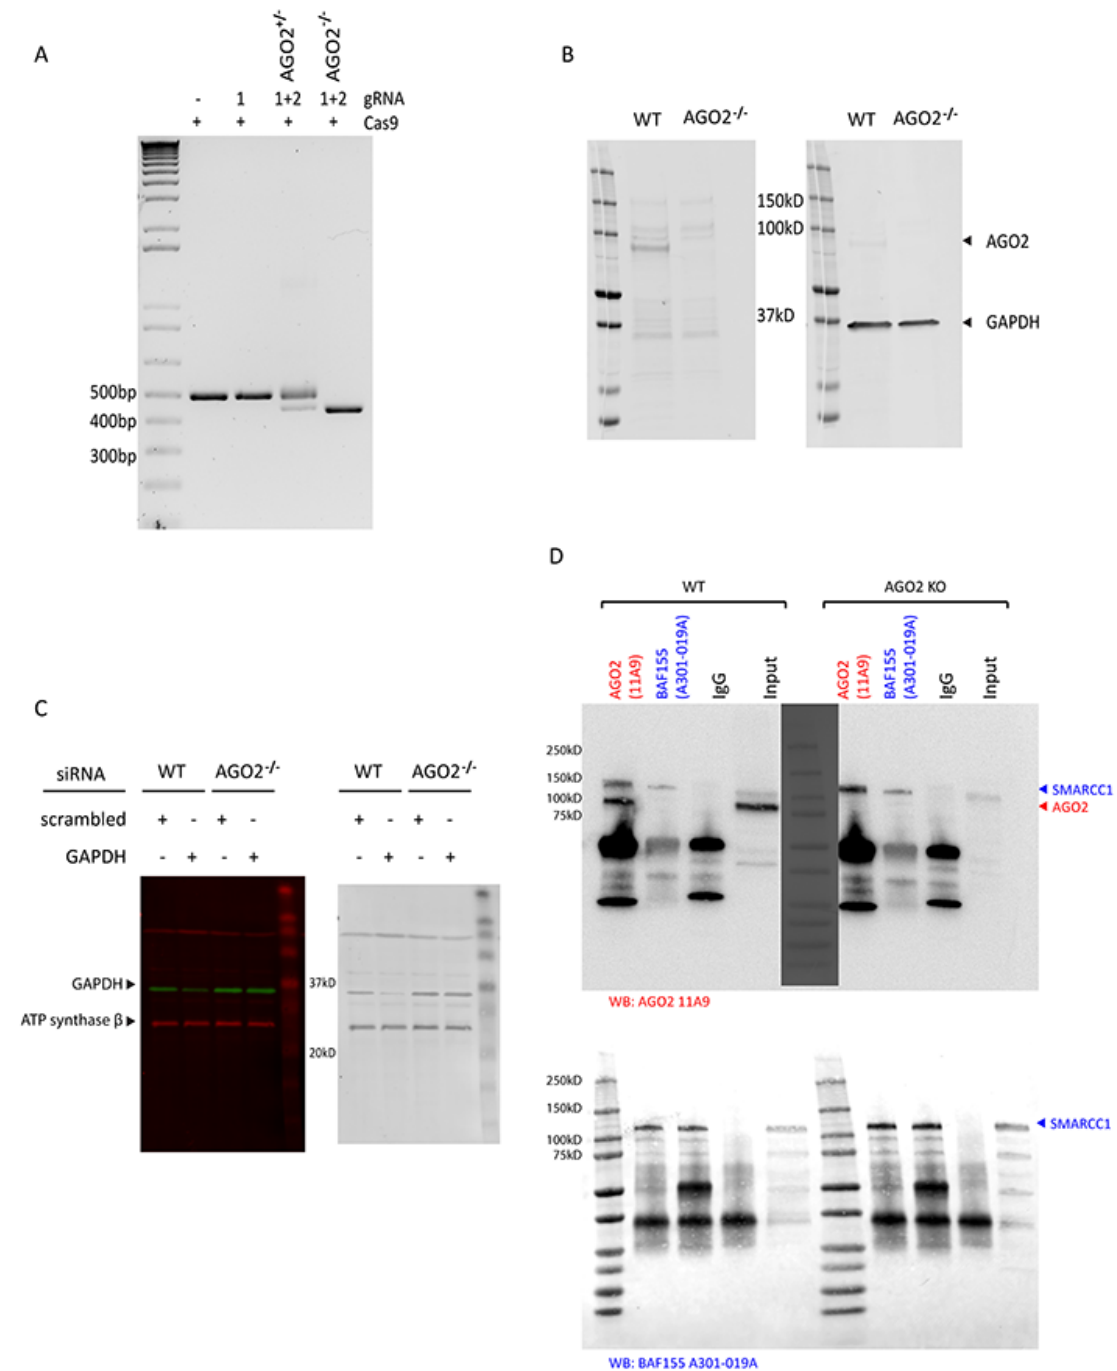 A
AGO2+/-
AGO2-/-
- 1 1+2 1+2 gRNA
+ + + + Cas9
500bp
400bp
300bp
B
WT AGO2-/- WT AGO2-/-
150kD
100kD
AGO2
37kD
GAPDH
C
siRNA WT AGO2-/- WT AGO2-/-
scrambled + - + - + - + -
GAPDH - + - + - + - +
GAPDH
37kD
ATP synthase β
20kD
D
WT AGO2 KO
AGO2 (11A9)
BAF155 (A301-019A)
IgG
Input
AGO2 (11A9)
BAF155 (A301-019A)
IgG
Input
250kD
150kD
SMARCC1
100kD
AGO2
75kD
WB: AGO2 11A9
250kD
150kD
SMARCC1
100kD
75kD
WB: BAF155 A301-019A